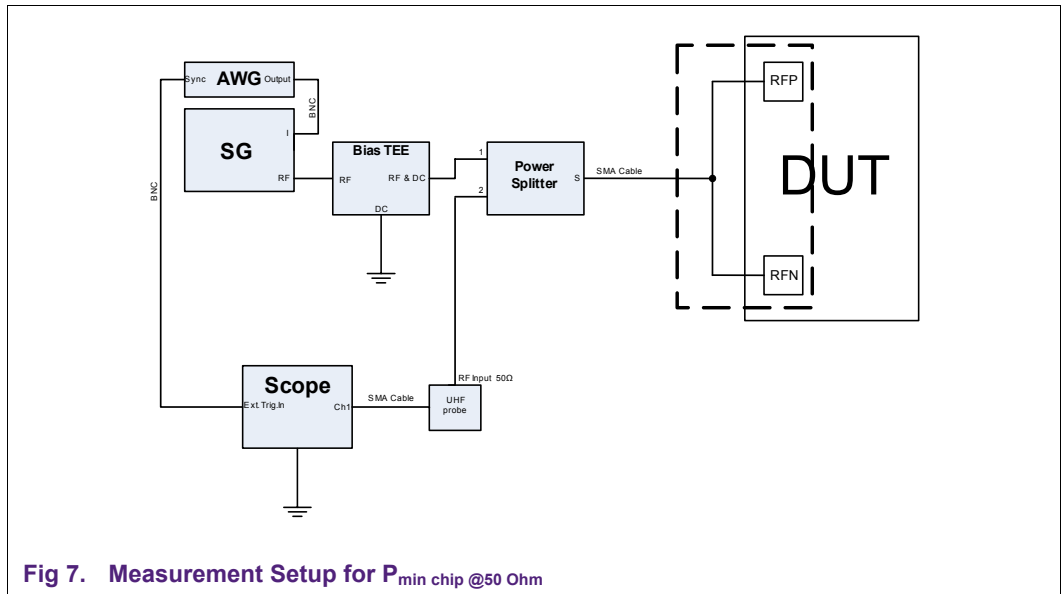 Sync AWG Output
BNC
SG
I
RF
BNC
Bias TEE
RF
RF & DC
DC
1
2
Power
Splitter
S
SMA Cable
RFP
DUT
RFN
Scope
Ext.Trig.In
Ch1
SMA Cable
RF Input 50Ω
UHF
probe
Fig 7. Measurement Setup for Pmin chip @50 Ohm